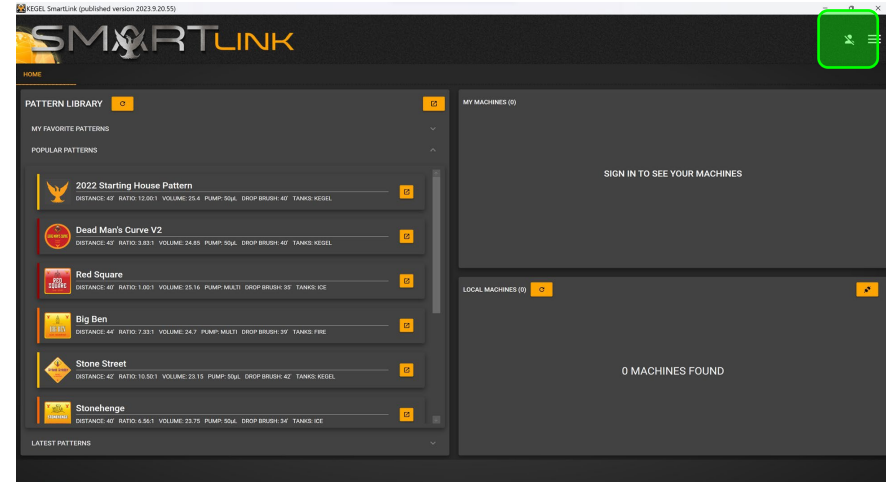 KEGEL SmartLink (published version 2023.9.20.55)
SMARTLINK
HOME
PATTERN LIBRARY
MY FAVORITE PATTERNS
POPULAR PATTERNS
2022 Starting House Pattern
DISTANCE: 43' RATIO: 12.00:1 VOLUME: 25.4 PUMP: 50µL DROP BRUSH: 40' TANKS: KEGEL
Dead Man's Curve V2
DISTANCE: 43' RATIO: 3.83:1 VOLUME: 24.85 PUMP: 50µL DROP BRUSH: 40' TANKS: KEGEL
RED
SQUARE
Red Square
DISTANCE: 40' RATIO: 1.00:1 VOLUME: 25.16 PUMP: MULTI DROP BRUSH: 35' TANKS: ICE
Big Ben
DISTANCE: 44' RATIO: 7.33:1 VOLUME: 24.7 PUMP: MULTI DROP BRUSH: 39' TANKS: FIRE
Stone Street
DISTANCE: 42' RATIO: 10.50:1 VOLUME: 23.15 PUMP: 50µL DROP BRUSH: 42' TANKS: KEGEL
Stonehenge
DISTANCE: 40' RATIO: 6.56:1 VOLUME: 23.75 PUMP: 50µL DROP BRUSH: 34' TANKS: ICE
LATEST PATTERNS
MY MACHINES (0)
SIGN IN TO SEE YOUR MACHINES
LOCAL MACHINES (0)
0 MACHINES FOUND